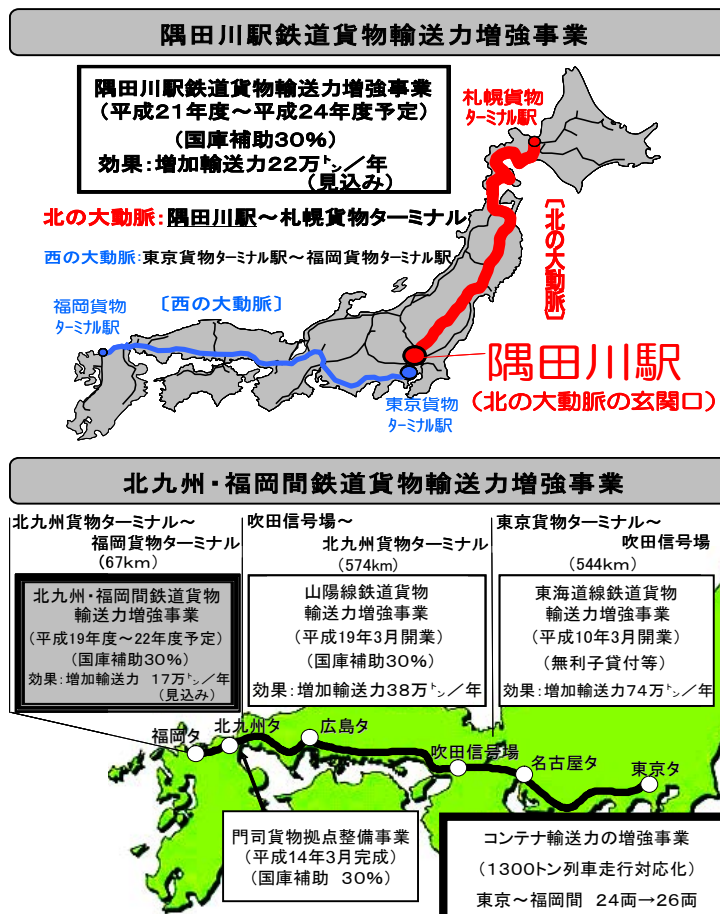 隅田川駅鉄道貨物輸送力増強事業
隅田川駅鉄道貨物輸送力増強事業
(平成21年度～平成24年度予定)
(国庫補助30%)
効果：増加輸送力22万㌧／年
(見込み)
札幌貨物
ターミナル駅
北の大動脈：隅田川駅～札幌貨物ターミナル
西の大動脈：東京貨物ターミナル駅～福岡貨物ターミナル駅
〔北の大動脈〕
福岡貨物
ターミナル駅
〔西の大動脈〕
隅田川駅
(北の大動脈の玄関口)
東京貨物
ターミナル駅
北九州・福岡間鉄道貨物輸送力増強事業
北九州貨物ターミナル～
福岡貨物ターミナル
(67km)
北九州・福岡間鉄道貨物
輸送力増強事業
(平成19年度～22年度予定)
(国庫補助30%)
効果：増加輸送力 17万㌧／年
(見込み)
吹田信号場～
北九州貨物ターミナル
(574km)
山陽線鉄道貨物
輸送力増強事業
(平成19年3月開業)
(国庫補助30%)
効果：増加輸送力38万㌧／年
東京貨物ターミナル～
吹田信号場
(544km)
東海道線鉄道貨物
輸送力増強事業
(平成10年3月開業)
(無利子貸付等)
効果：増加輸送力74万㌧／年
福岡タ
北九州タ
広島タ
吹田信号場
名古屋タ
東京タ
門司貨物拠点整備事業
(平成14年3月完成)
(国庫補助 30%)
コンテナ輸送力の増強事業
(1300トン列車走行対応化)
東京～福岡間 24両→26両